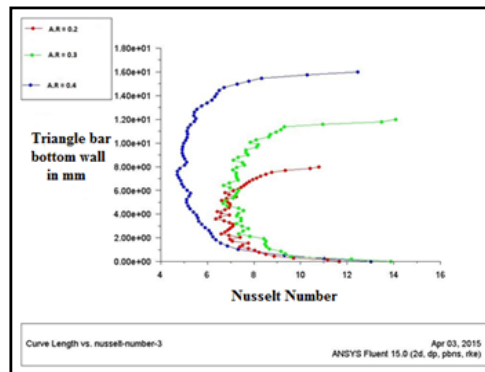 A.R = 0.2
A.R = 0.3
A.R = 0.4
1.80e+01
1.60e+01
1.40e+01
1.20e+01
1.00e+01
8.00e+00
6.00e+00
4.00e+00
2.00e+00
0.00e+00
Triangle bar
bottom wall
in mm
4 6 8 10 12 14 16
Nusselt Number
Curve Length vs. nusselt-number-3
Apr 03, 2015
ANSYS Fluent 15.0 (2d, dp, pbns, rke)